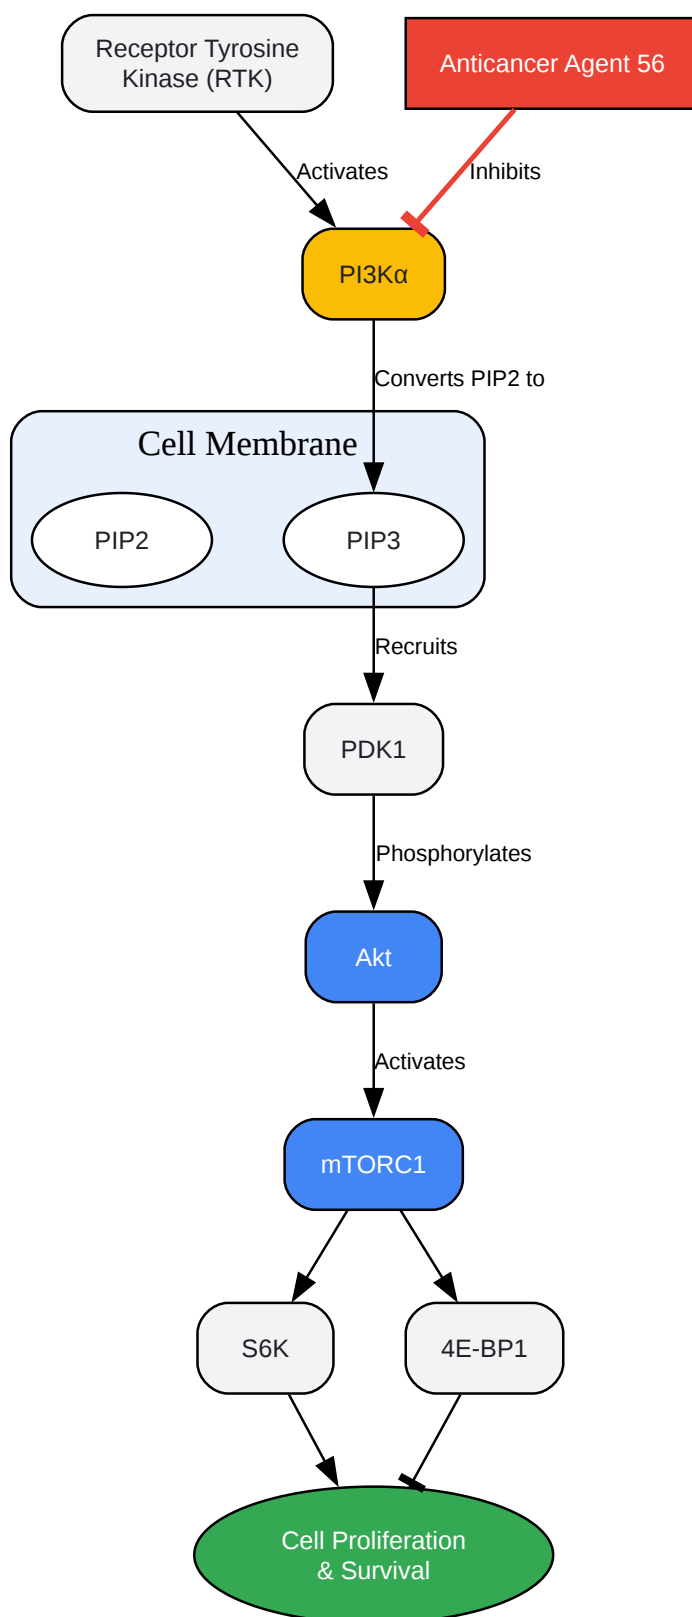 Receptor Tyrosine
Kinase (RTK)
Anticancer Agent 56
Activates
Inhibits
PI3Kα
Converts PIP2 to
Cell Membrane
PIP2
PIP3
Recruits
PDK1
Phosphorylates
Akt
Activates
mTORC1
S6K
4E-BP1
Cell Proliferation
& Survival